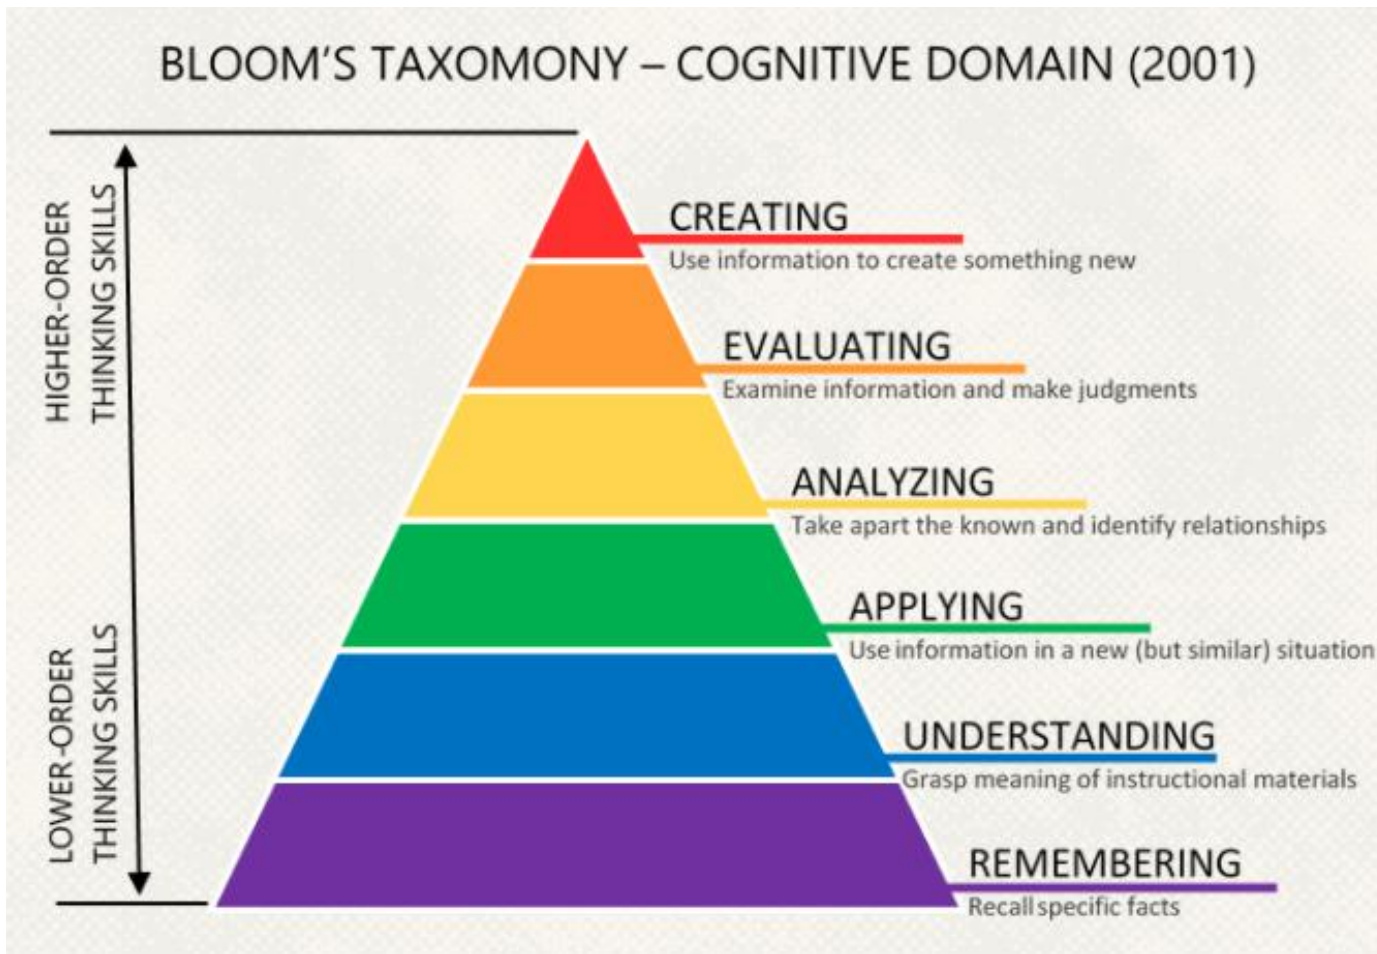 BLOOM'S TAXOMONY – COGNITIVE DOMAIN (2001)
HIGHER-ORDER
THINKING SKILLS
LOWER-ORDER
THINKING SKILLS
CREATING
Use information to create something new
EVALUATING
Examine information and make judgments
ANALYZING
Take apart the known and identify relationships
APPLYING
Use information in a new (but similar) situation
UNDERSTANDING
Grasp meaning of instructional materials
REMEMBERING
Recall specific facts